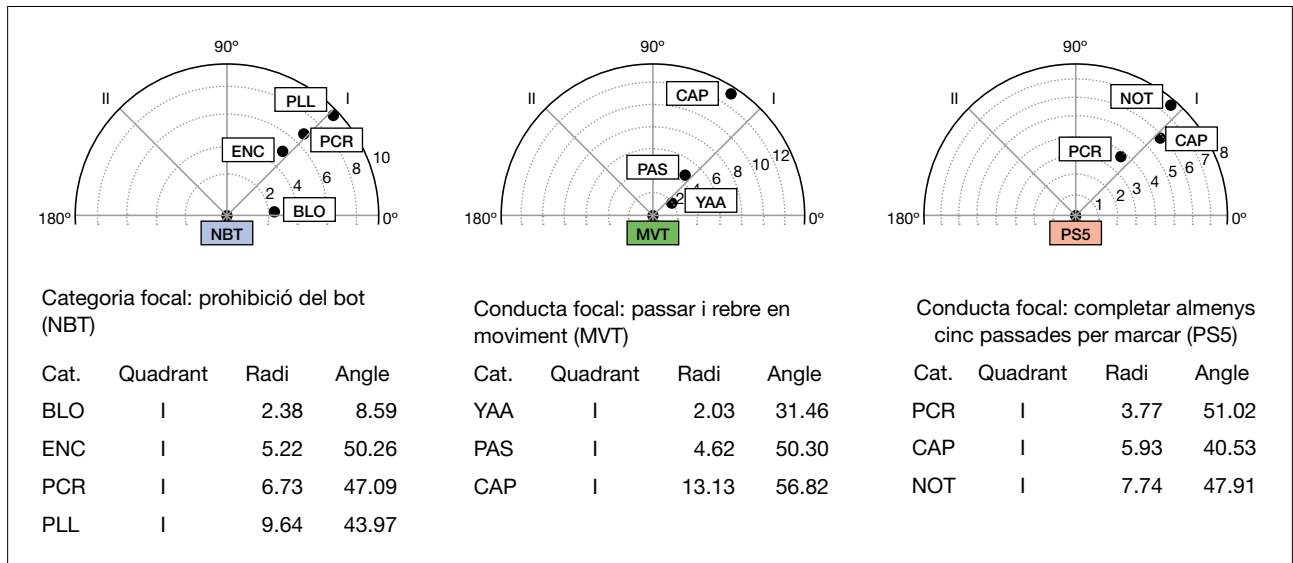 90º
II
I
PLL
PCR
ENC
BLO
2
4
8
10
180º
0º
NBT
90º
II
I
CAP
PAS
YAA
2
4
6
8
10
12
180º
0º
MVT
90º
II
I
NOT
CAP
PCR
1
2
3
4
5
6
7
8
180º
0º
PS5
Categoria focal: prohibició del bot
(NBT)
Cat. Quadrant Radi Angle
BLO I 2.38 8.59
ENC I 5.22 50.26
PCR I 6.73 47.09
PLL I 9.64 43.97
Conducta focal: passar i rebre en
moviment (MVT)
Cat. Quadrant Radi Angle
YAA I 2.03 31.46
PAS I 4.62 50.30
CAP I 13.13 56.82
Conducta focal: completar almenys
cinc passades per marcar (PS5)
Cat. Quadrant Radi Angle
PCR I 3.77 51.02
CAP I 5.93 40.53
NOT I 7.74 47.91